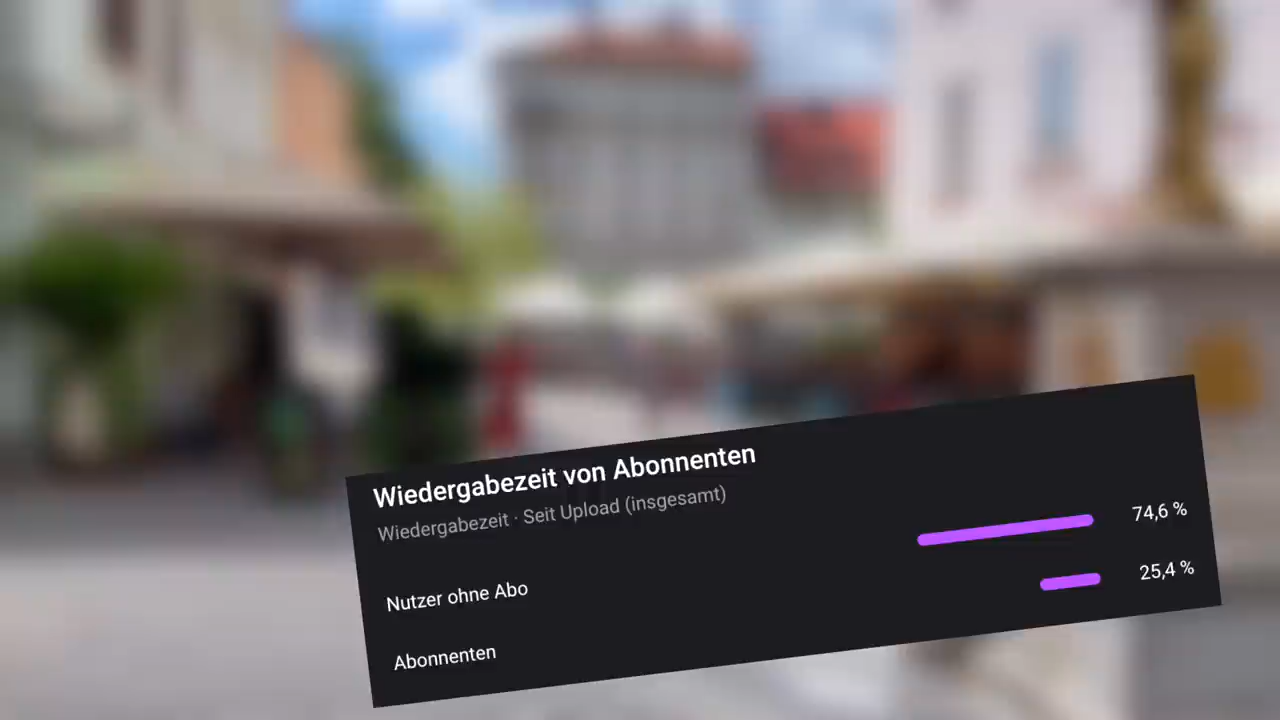 Wiedergabezeit von Abonnenten
Wiedergabezeit · Seit Upload (insgesamt)
Nutzer ohne Abo 74,6 %
Abonnenten 25,4 %